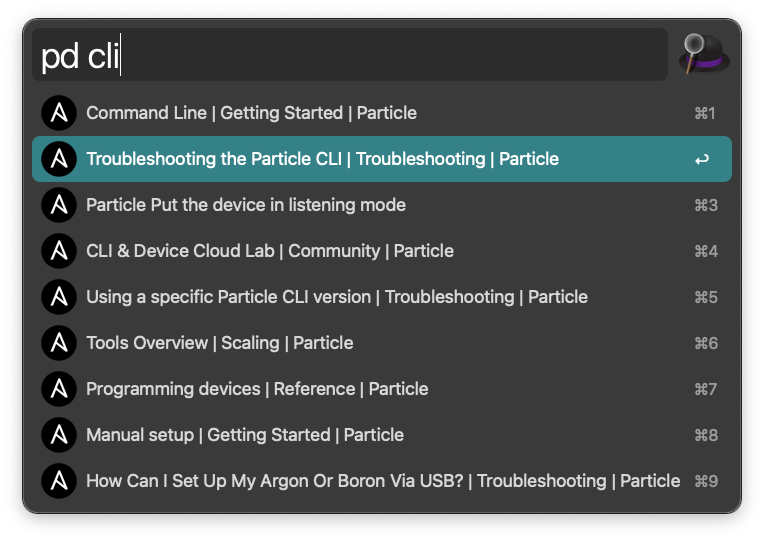 pd cli
Command Line | Getting Started | Particle ⌘1
Troubleshooting the Particle CLI | Troubleshooting | Particle ↩
Particle Put the device in listening mode ⌘3
CLI & Device Cloud Lab | Community | Particle ⌘4
Using a specific Particle CLI version | Troubleshooting | Particle ⌘5
Tools Overview | Scaling | Particle ⌘6
Programming devices | Reference | Particle ⌘7
Manual setup | Getting Started | Particle ⌘8
How Can I Set Up My Argon Or Boron Via USB? | Troubleshooting | Particle ⌘9